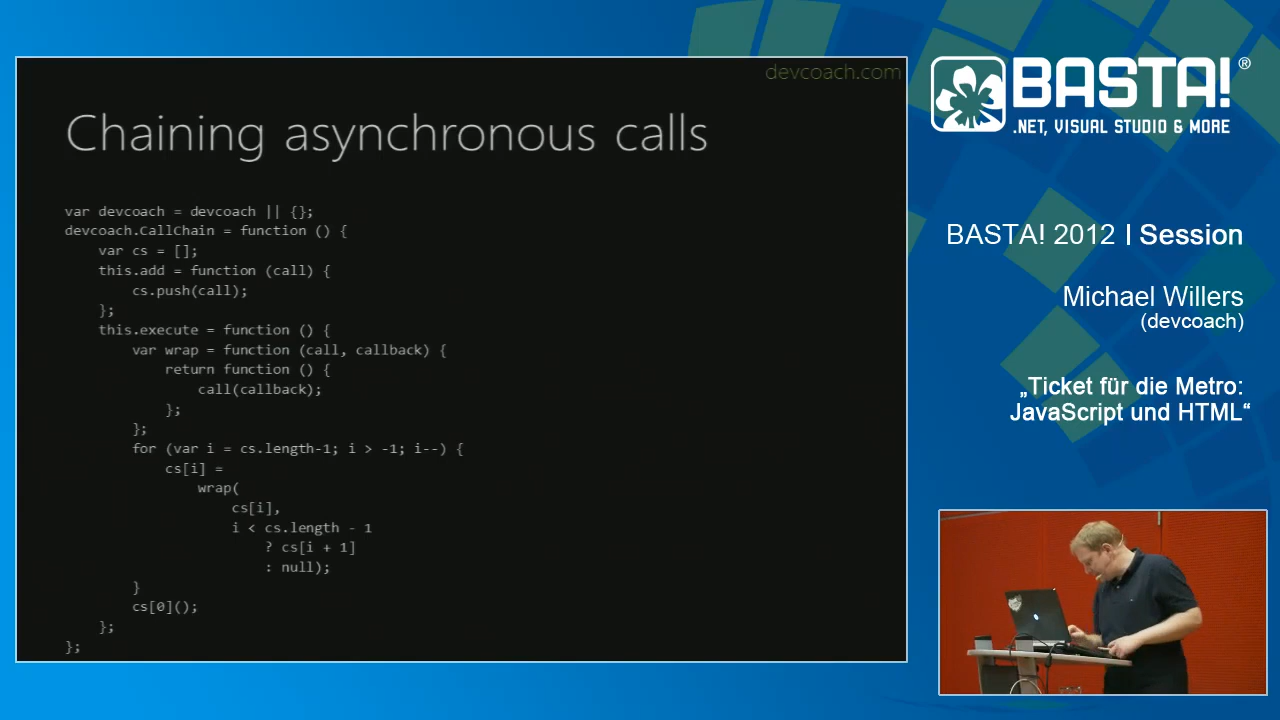 devcoach.com
Chaining asynchronous calls
var devcoach = devcoach || {};
devcoach.CallChain = function () {
    var cs = [];
    this.add = function (call) {
        cs.push(call);
    };
    this.execute = function () {
        var wrap = function (call, callback) {
            return function () {
                call(callback);
            };
        };
        for (var i = cs.length-1; i > -1; i--) {
            cs[i] =
                wrap(
                    cs[i],
                    i < cs.length - 1
                        ? cs[i + 1]
                        : null);
        }
        cs[0]();
    };
};
BASTA!®
.NET, VISUAL STUDIO & MORE
BASTA! 2012 I Session
Michael Willers
(devcoach)
„Ticket für die Metro:
JavaScript und HTML“